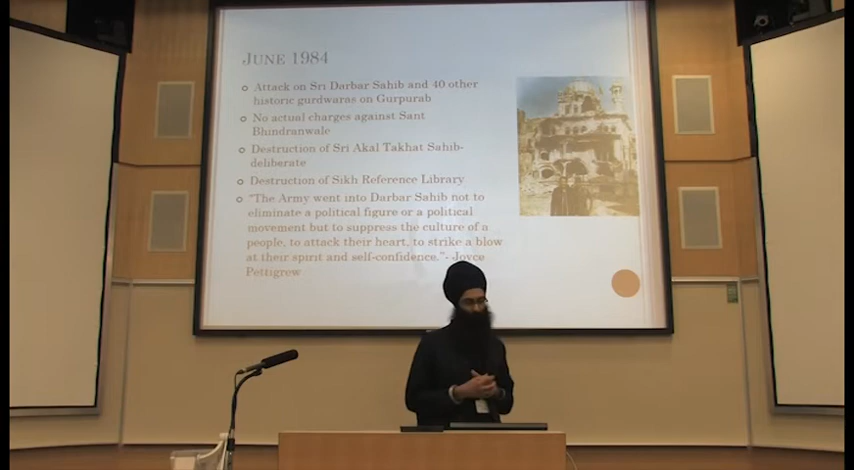 JUNE 1984
Attack on Sri Darbar Sahib and 40 other
historic gurdwaras on Gurpurab
No actual charges against Sant
Bhindranwale
Destruction of Sri Akal Takhat Sahib-
deliberate
Destruction of Sikh Reference Library
"The Army went into Darbar Sahib not to
eliminate a political figure or a political
movement but to suppress the culture of a
people, to attack their heart, to strike a blow
at their spirit and self-confidence."- Joyce
Pettigrew